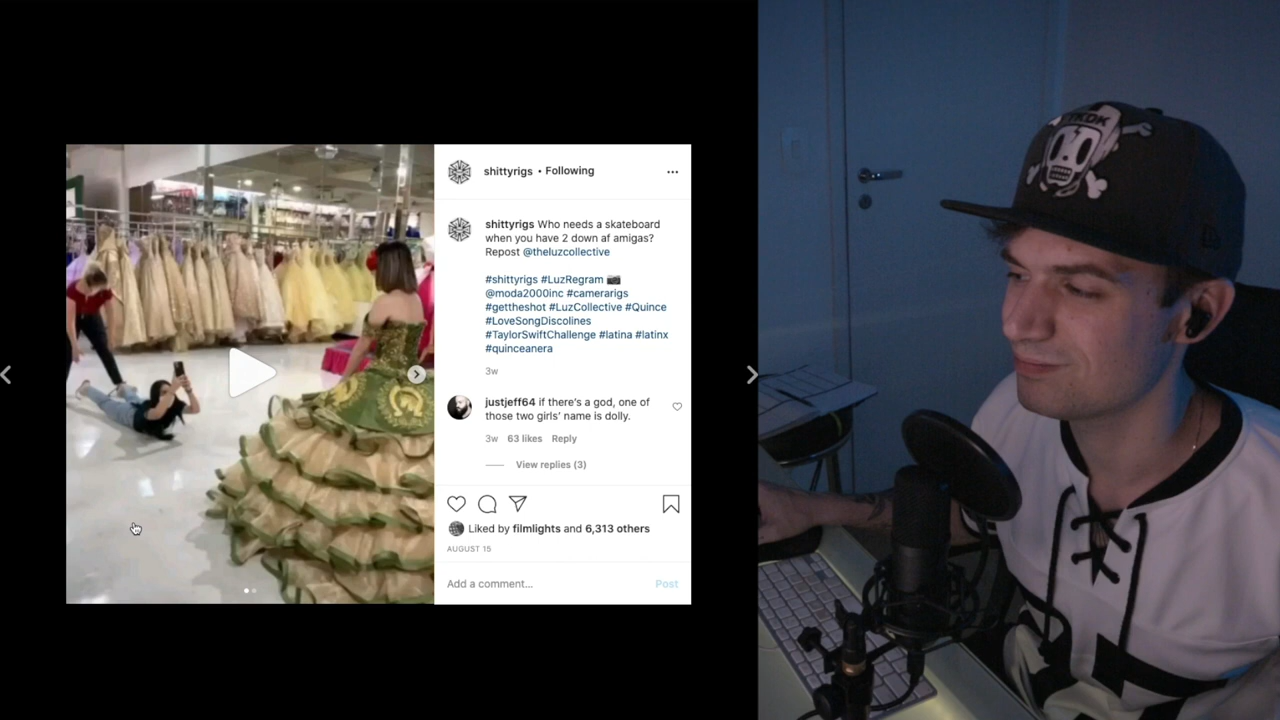 shittyrigs • Following
shittyrigs Who needs a skateboard
when you have 2 down af amigas?
Repost @theluzcollective
#shittyrigs #LuzRegram 📷
@moda2000inc #camerarigs
#gettheshot #LuzCollective #Quince
#LoveSongDiscolines
#TaylorSwiftChallenge #latina #latinx
#quinceanera
3w
justjeff64 if there's a god, one of
those two girls' name is dolly.
3w 63 likes Reply
View replies (3)
Liked by filmlights and 6,313 others
AUGUST 15
Add a comment... Post